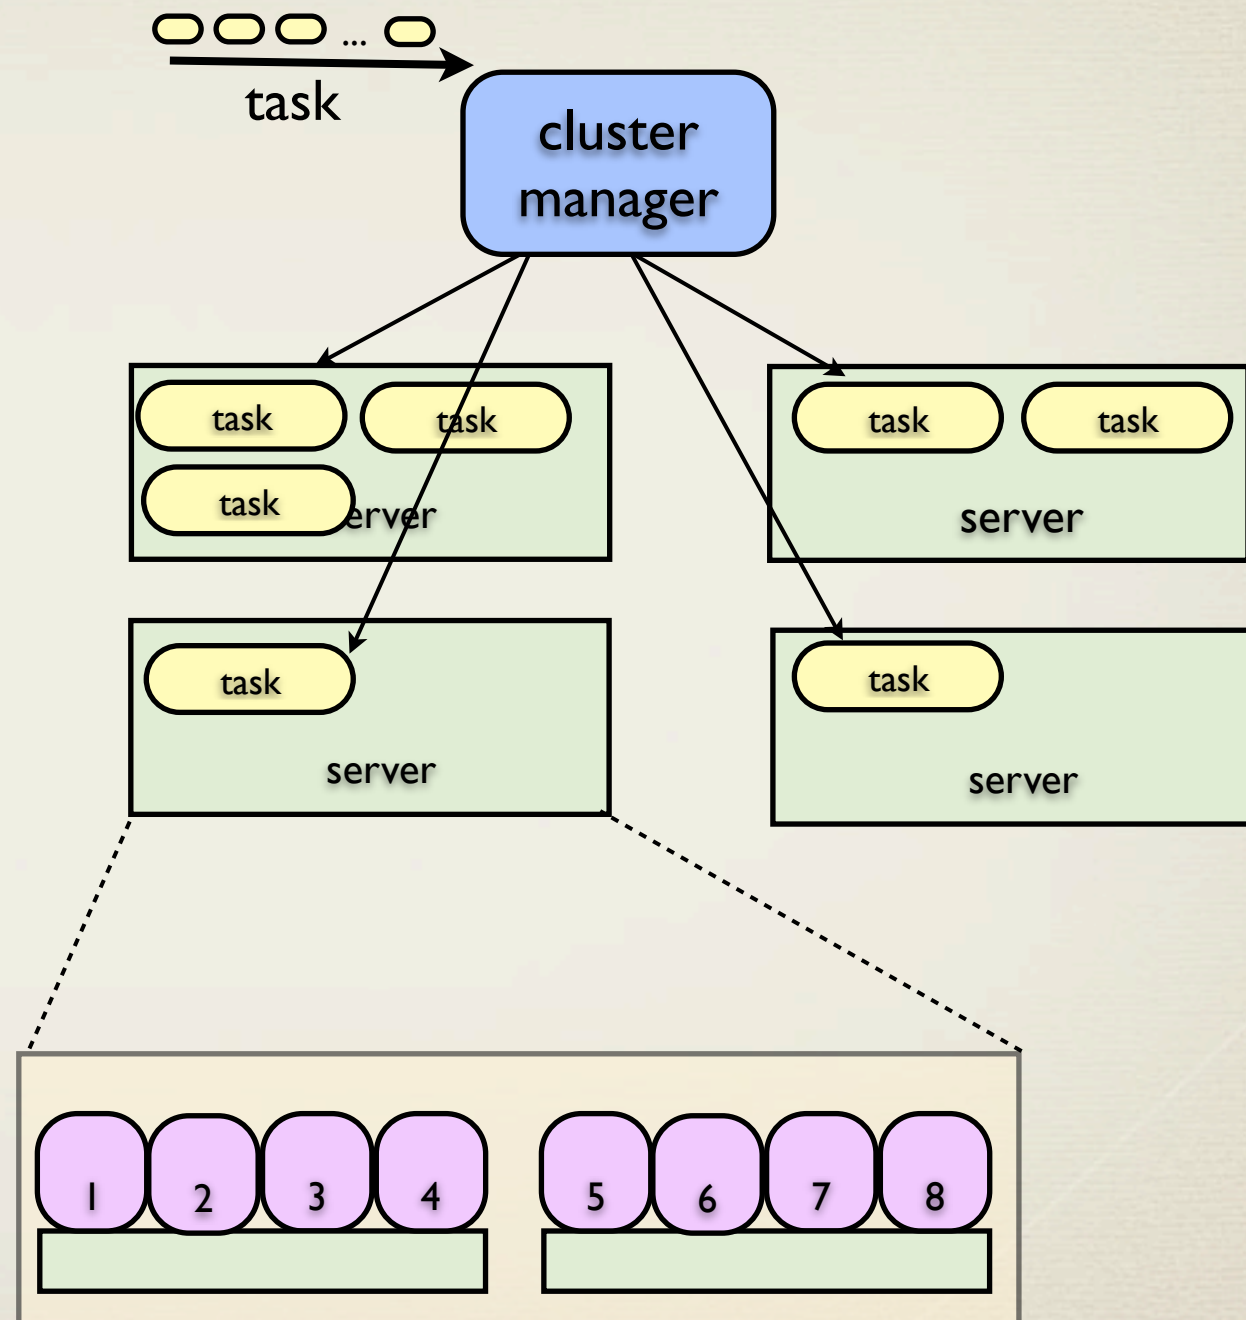 ...
task
cluster
manager
task
task
task
erver
task
task
server
task
server
task
server
1
2
3
4
5
6
7
8